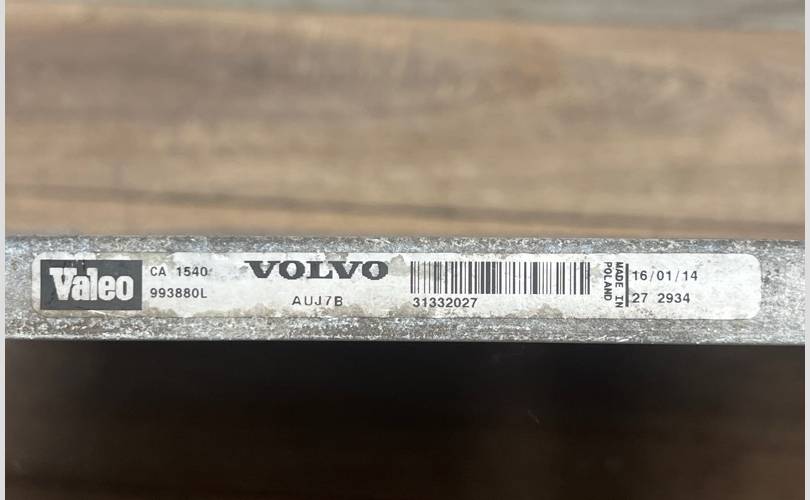 Valeo
CA 1540
993880L
VOLVO
AUJ7B
31332027
MADE IN
POLAND
16/01/14
27 2934